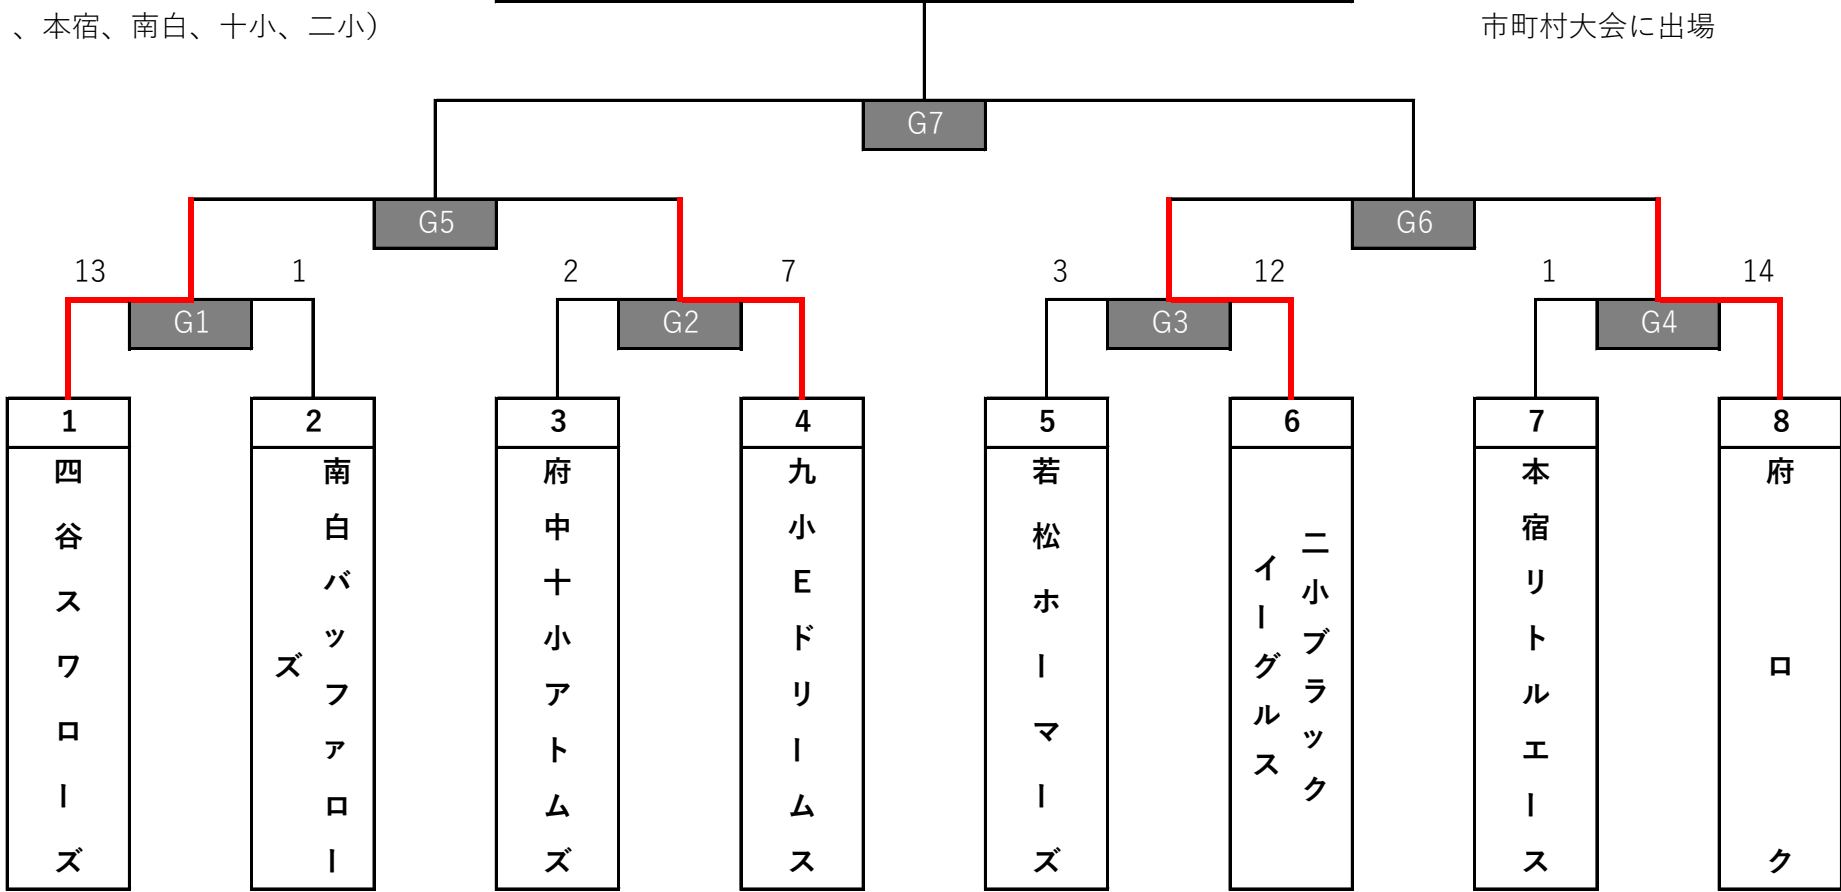 、本宿、南白、十小、二小）
市町村大会に出場
G7
G5
G6
13
1
2
7
3
12
1
14
G1
G2
G3
G4
1
2
3
4
5
6
7
8
四谷スワローズ
南白バッファロー
ズ
府中十小アトムズ
九小Eドリームス
若松ホーマーズ
二小ブラック
イーグルス
本宿リトルエース
府ロク